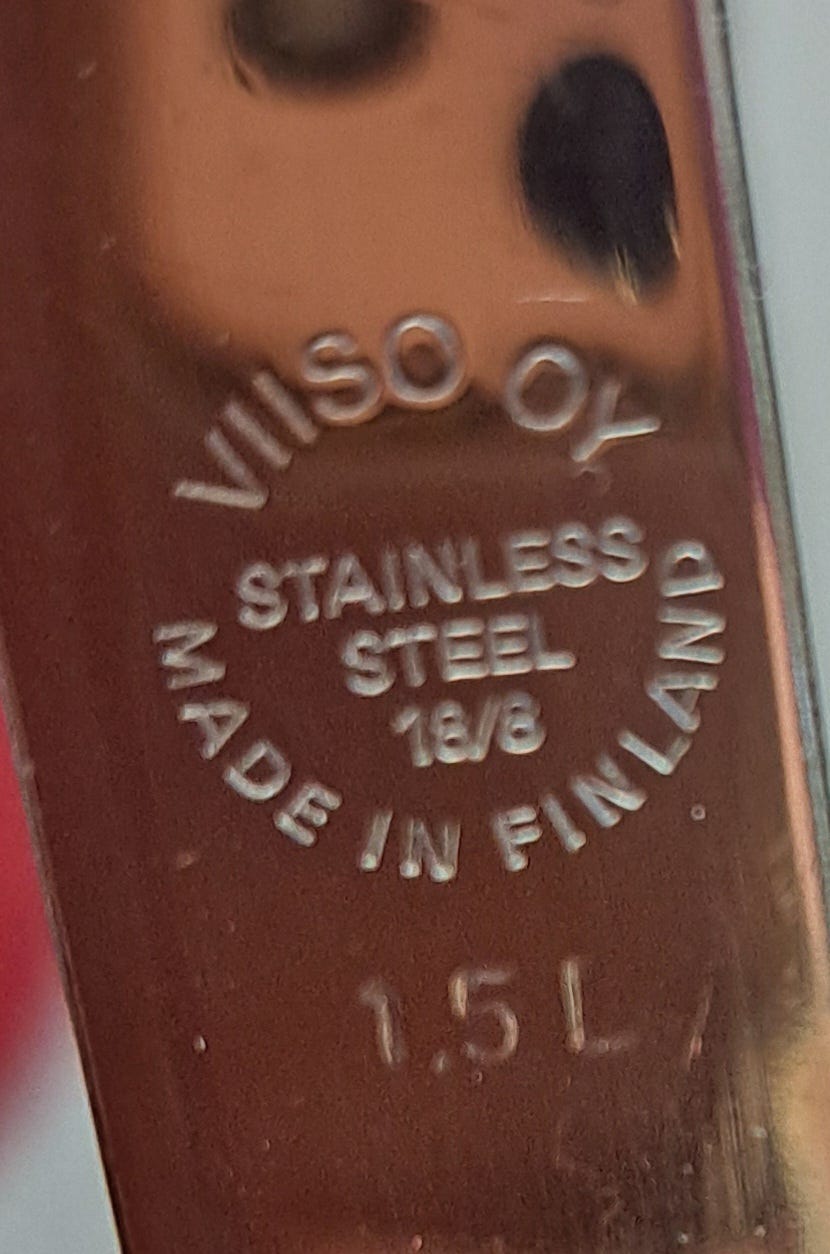 VIISO OY
STAINLESS
STEEL
18/8
MADE IN FINLAND
1,5 L